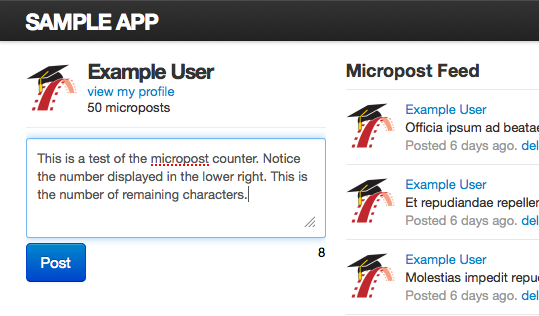 SAMPLE APP
Example User
view my profile
50 microposts
This is a test of the micropost counter. Notice
the number displayed in the lower right. This is
the number of remaining characters.
8
Post
Micropost Feed
Example User
Officia ipsum ad beatae
Posted 6 days ago. del
Example User
Et repudiandae repeller
Posted 6 days ago. del
Example User
Molestias impedit repu
Posted 6 days ago. del